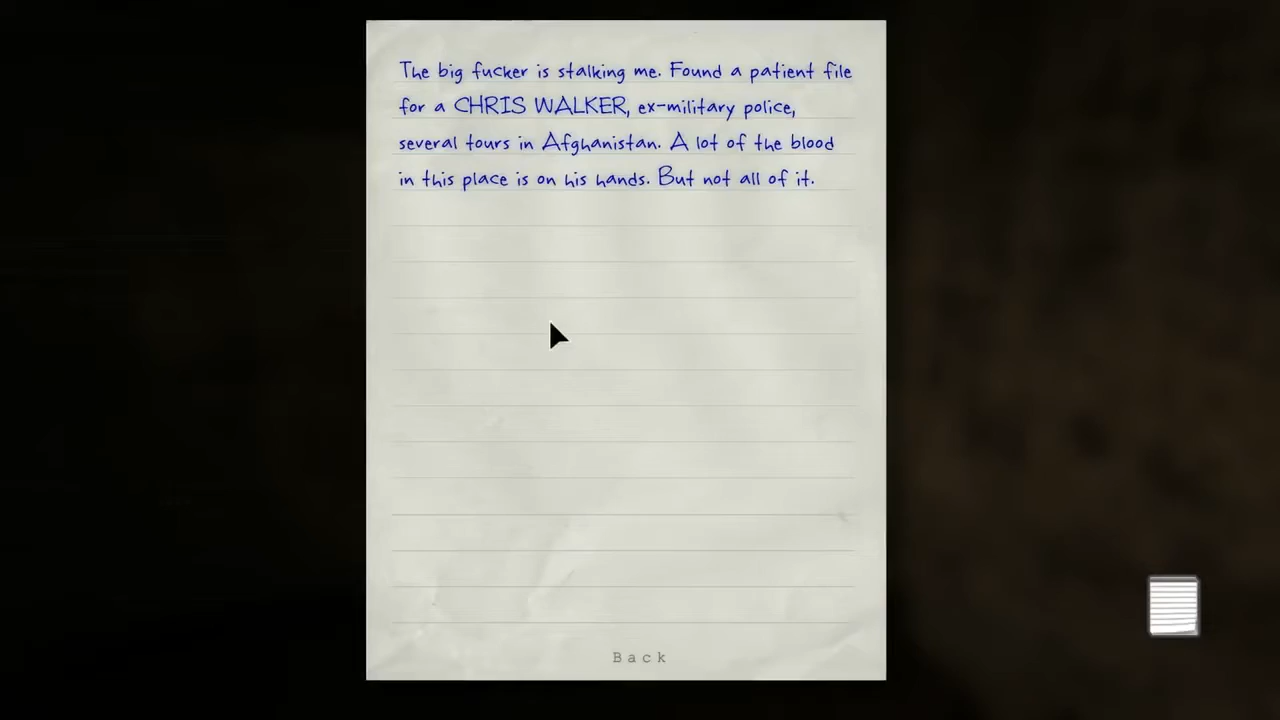 The big fucker is stalking me. Found a patient file
for a CHRIS WALKER, ex-military police,
several tours in Afghanistan. A lot of the blood
in this place is on his hands. But not all of it.
Back